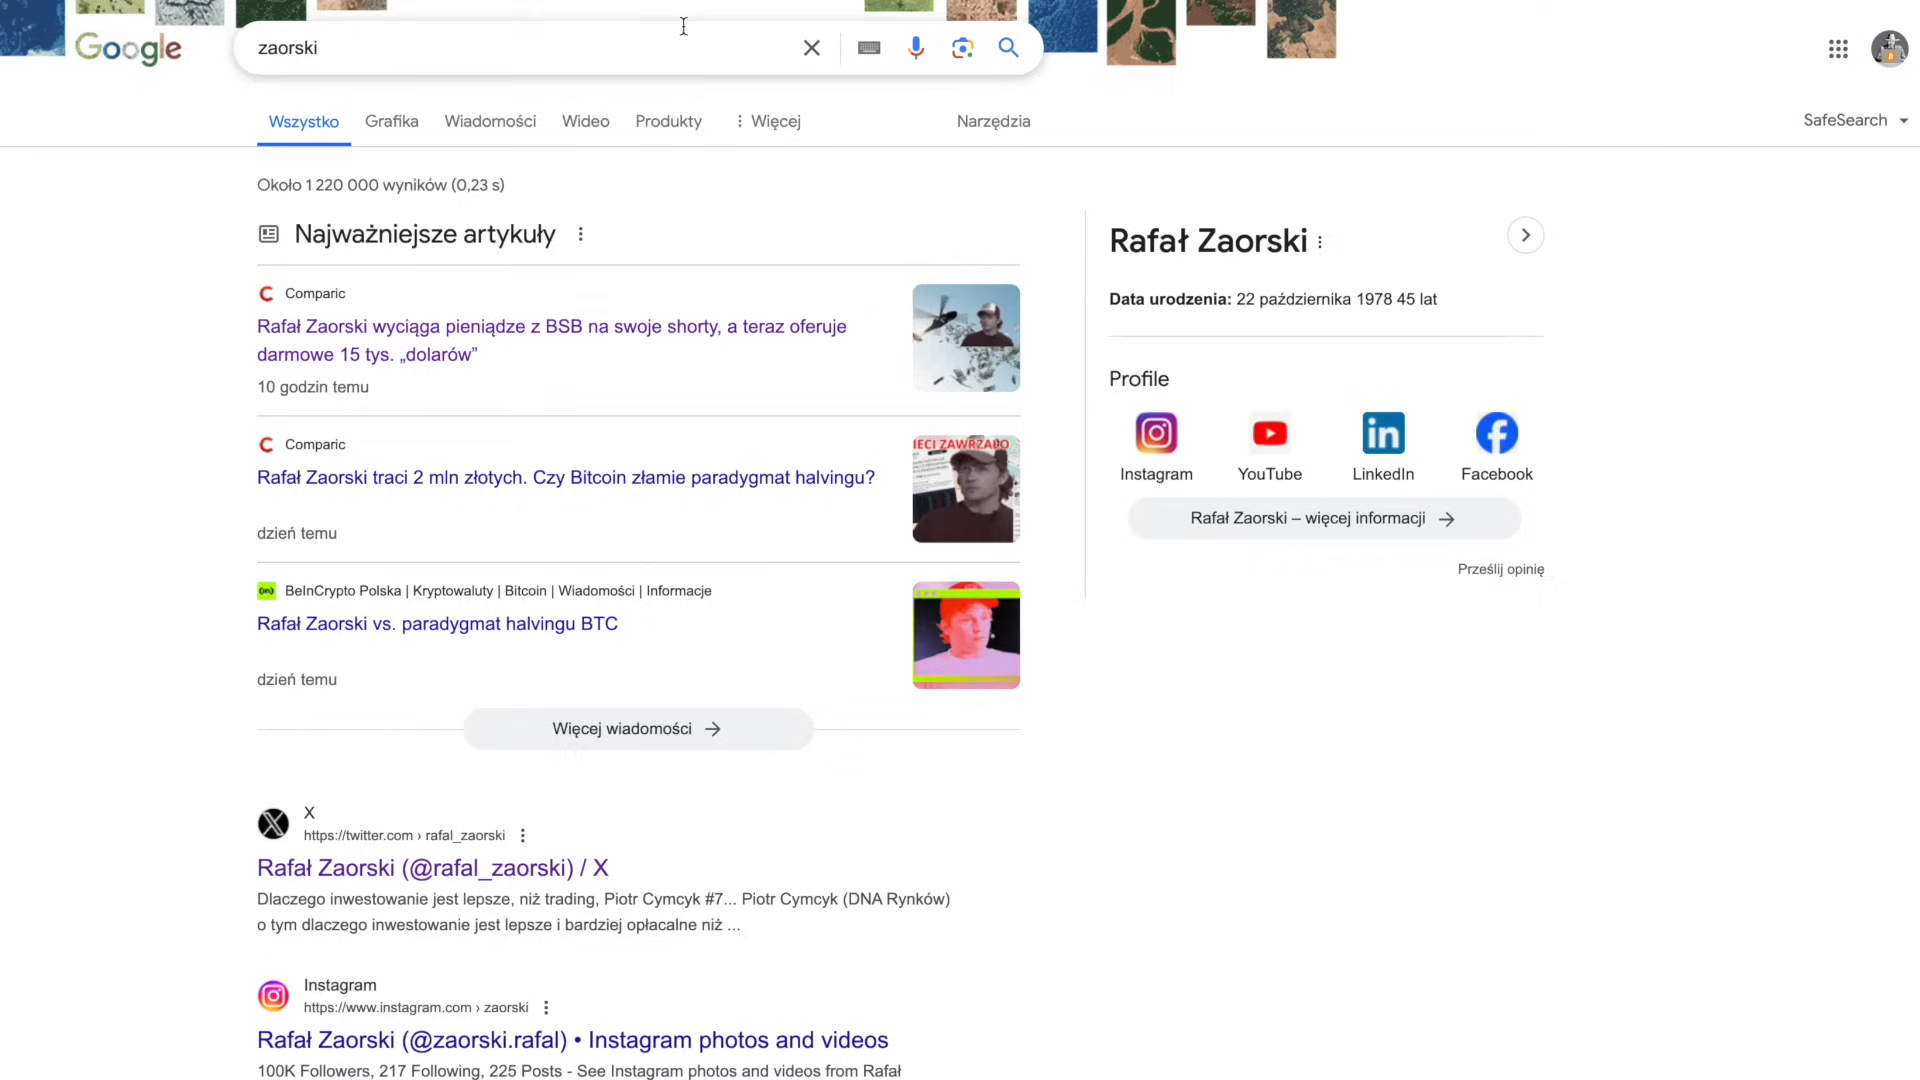 Google
zaorski
Wszystko Grafika Wiadomości Wideo Produkty Więcej Narzędzia SafeSearch
Około 1 220 000 wyników (0,23 s)
Najważniejsze artykuły
Comaric
Rafał Zaorski wyciąga pieniądze z BSB na swoje shorty, a teraz oferuje
darmowe 15 tys. „dolarów”
10 godzin temu
Comparic
Rafał Zaorski traci 2 mln złotych. Czy Bitcoin złamie paradygmat halvingu?
dzień temu
IECI ZAWRZAŁO
BeInCrypto Polska | Kryptowaluty | Bitcoin | Wiadomości | Informacje
Rafał Zaorski vs. paradygmat halvingu BTC
dzień temu
Więcej wiadomości
X
https://twitter.com › rafal_zaorski
Rafał Zaorski (@rafal_zaorski) / X
Dlaczego inwestowanie jest lepsze, niż trading, Piotr Cymcyk #7... Piotr Cymcyk (DNA Rynków)
o tym dlaczego inwestowanie jest lepsze i bardziej opłacalne niż ...
Instagram
https://www.instagram.com › zaorski
Rafał Zaorski (@zaorski.rafal) • Instagram photos and videos
100K Followers, 217 Following, 225 Posts - See Instagram photos and videos from Rafał
Rafał Zaorski
Data urodzenia: 22 października 1978 45 lat
Profile
Instagram YouTube LinkedIn Facebook
Rafał Zaorski – więcej informacji
Prześlij opinię